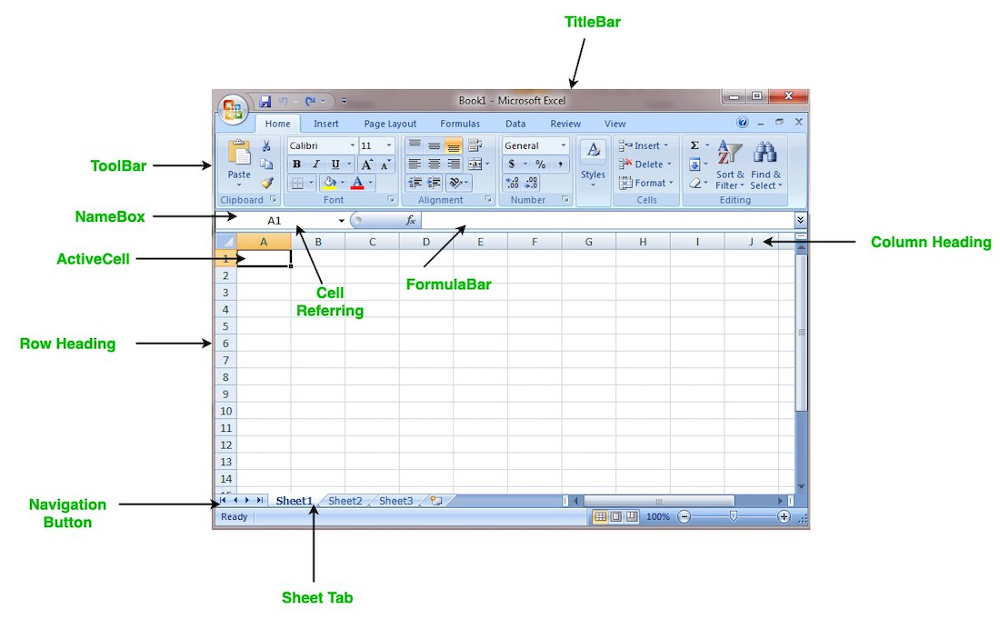 TitleBar
Book1 - Microsoft Excel
Home Insert Page Layout Formulas Data Review View
ToolBar
Paste
Clipboard
Calibri 11
B I U A A
A
Font
Alignment
General
$ % ,
.00 .00
Number
Styles
Insert
Delete
Format
Cells
Σ
Sort & Filter
Find & Select
Editing
NameBox
A1 fx
A B C D E F G H I J
Column Heading
ActiveCell
1
2
3
4
5
6
7
8
9
10
11
12
13
14
Cell
Referring
FormulaBar
Row Heading
Navigation
Button
Sheet1 Sheet2 Sheet3
Ready 100%
Sheet Tab